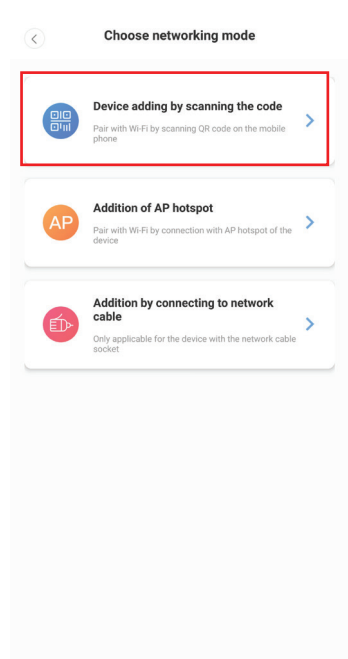 Choose networking mode
Device adding by scanning the code
Pair with Wi-Fi by scanning QR code on the mobile
phone
AP
Addition of AP hotspot
Pair with Wi-Fi by connection with AP hotspot of the
device
Addition by connecting to network
cable
Only applicable for the device with the network cable
socket